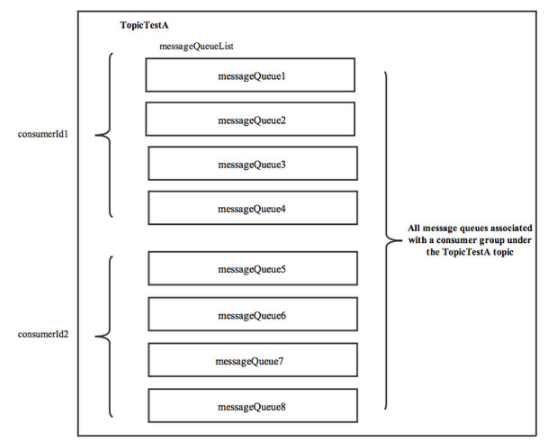 TopicTestA
messageQueueList
messageQueue1
messageQueue2
consumerId1
messageQueue3
messageQueue4
All message queues associated
with a consumer group under
the TopicTestA topic
messageQueue5
messageQueue6
consumerId2
messageQueue7
messageQueue8